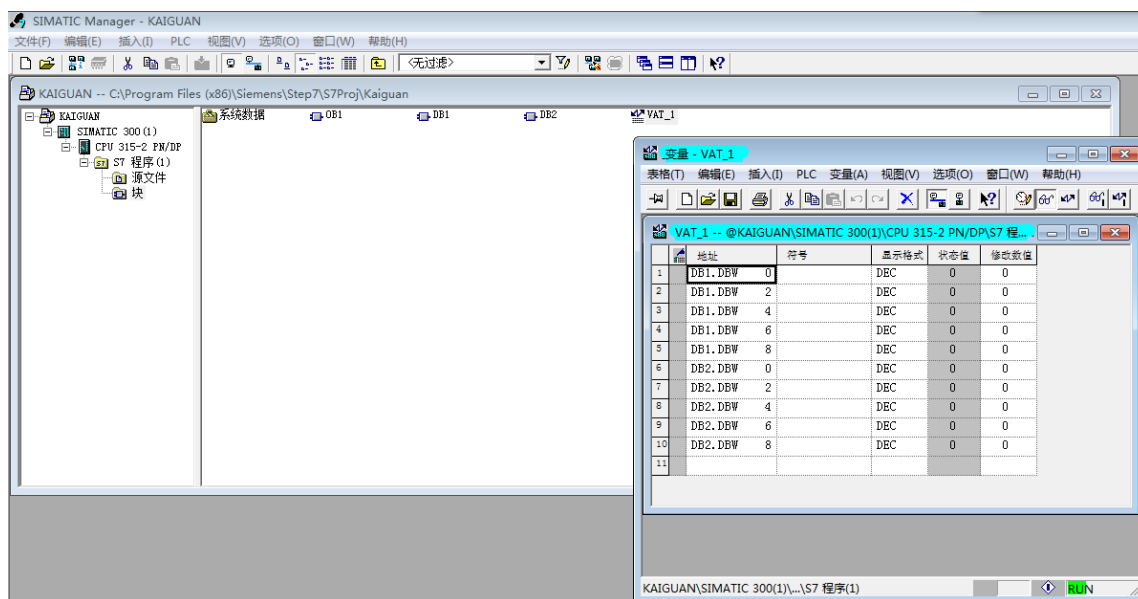 SIMATIC Manager - KAIGUAN
文件(F) 编辑(E) 插入(I) PLC 视图(V) 选项(O) 窗口(W) 帮助(H)
<无过滤>
KAIGUAN -- C:\Program Files (x86)\Siemens\Step7\S7Proj\Kaiguan
KAIGUAN
SIMATIC 300(1)
CPU 315-2 PN/DP
S7 程序(1)
源文件
块
系统数据 OB1 DB1 DB2 VAT_1
变量 - VAT_1
表格(T) 编辑(E) 插入(I) PLC 变量(A) 视图(V) 选项(O) 窗口(W) 帮助(H)
VAT_1 -- @KAIGUAN\SIMATIC 300(1)\CPU 315-2 PN/DP\S7 程...
地址 符号 显示格式 状态值 修改数值
1 DB1.DBW 0 DEC 0 0
2 DB1.DBW 2 DEC 0 0
3 DB1.DBW 4 DEC 0 0
4 DB1.DBW 6 DEC 0 0
5 DB1.DBW 8 DEC 0 0
6 DB2.DBW 0 DEC 0 0
7 DB2.DBW 2 DEC 0 0
8 DB2.DBW 4 DEC 0 0
9 DB2.DBW 6 DEC 0 0
10 DB2.DBW 8 DEC 0 0
11
KAIGUAN\SIMATIC 300(1)\...\S7 程序(1) RUN